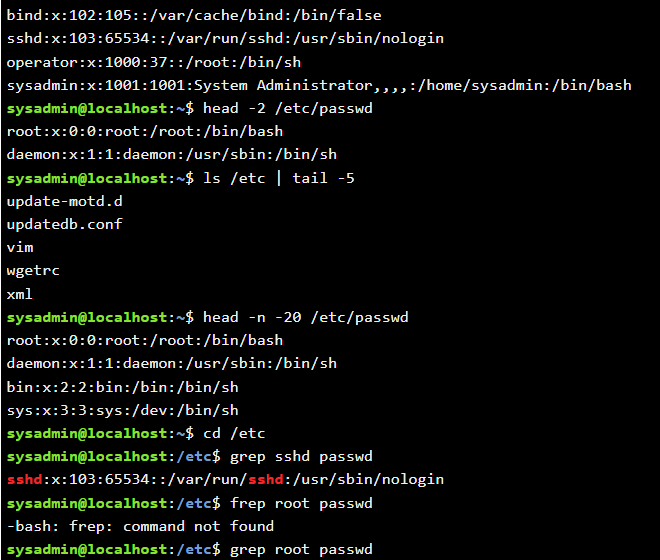 bind:x:102:105::/var/cache/bind:/bin/false
sshd:x:103:65534::/var/run/sshd:/usr/sbin/nologin
operator:x:1000:37::/root:/bin/sh
sysadmin:x:1001:1001:System Administrator,,,,:/home/sysadmin:/bin/bash
sysadmin@localhost:~$ head -2 /etc/passwd
root:x:0:0:root:/root:/bin/bash
daemon:x:1:1:daemon:/usr/sbin:/bin/sh
sysadmin@localhost:~$ ls /etc | tail -5
update-motd.d
updatedb.conf
vim
wgetrc
xml
sysadmin@localhost:~$ head -n -20 /etc/passwd
root:x:0:0:root:/root:/bin/bash
daemon:x:1:1:daemon:/usr/sbin:/bin/sh
bin:x:2:2:bin:/bin:/bin/sh
sys:x:3:3:sys:/dev:/bin/sh
sysadmin@localhost:~$ cd /etc
sysadmin@localhost:/etc$ grep sshd passwd
sshd:x:103:65534::/var/run/sshd:/usr/sbin/nologin
sysadmin@localhost:/etc$ frep root passwd
-bash: frep: command not found
sysadmin@localhost:/etc$ grep root passwd